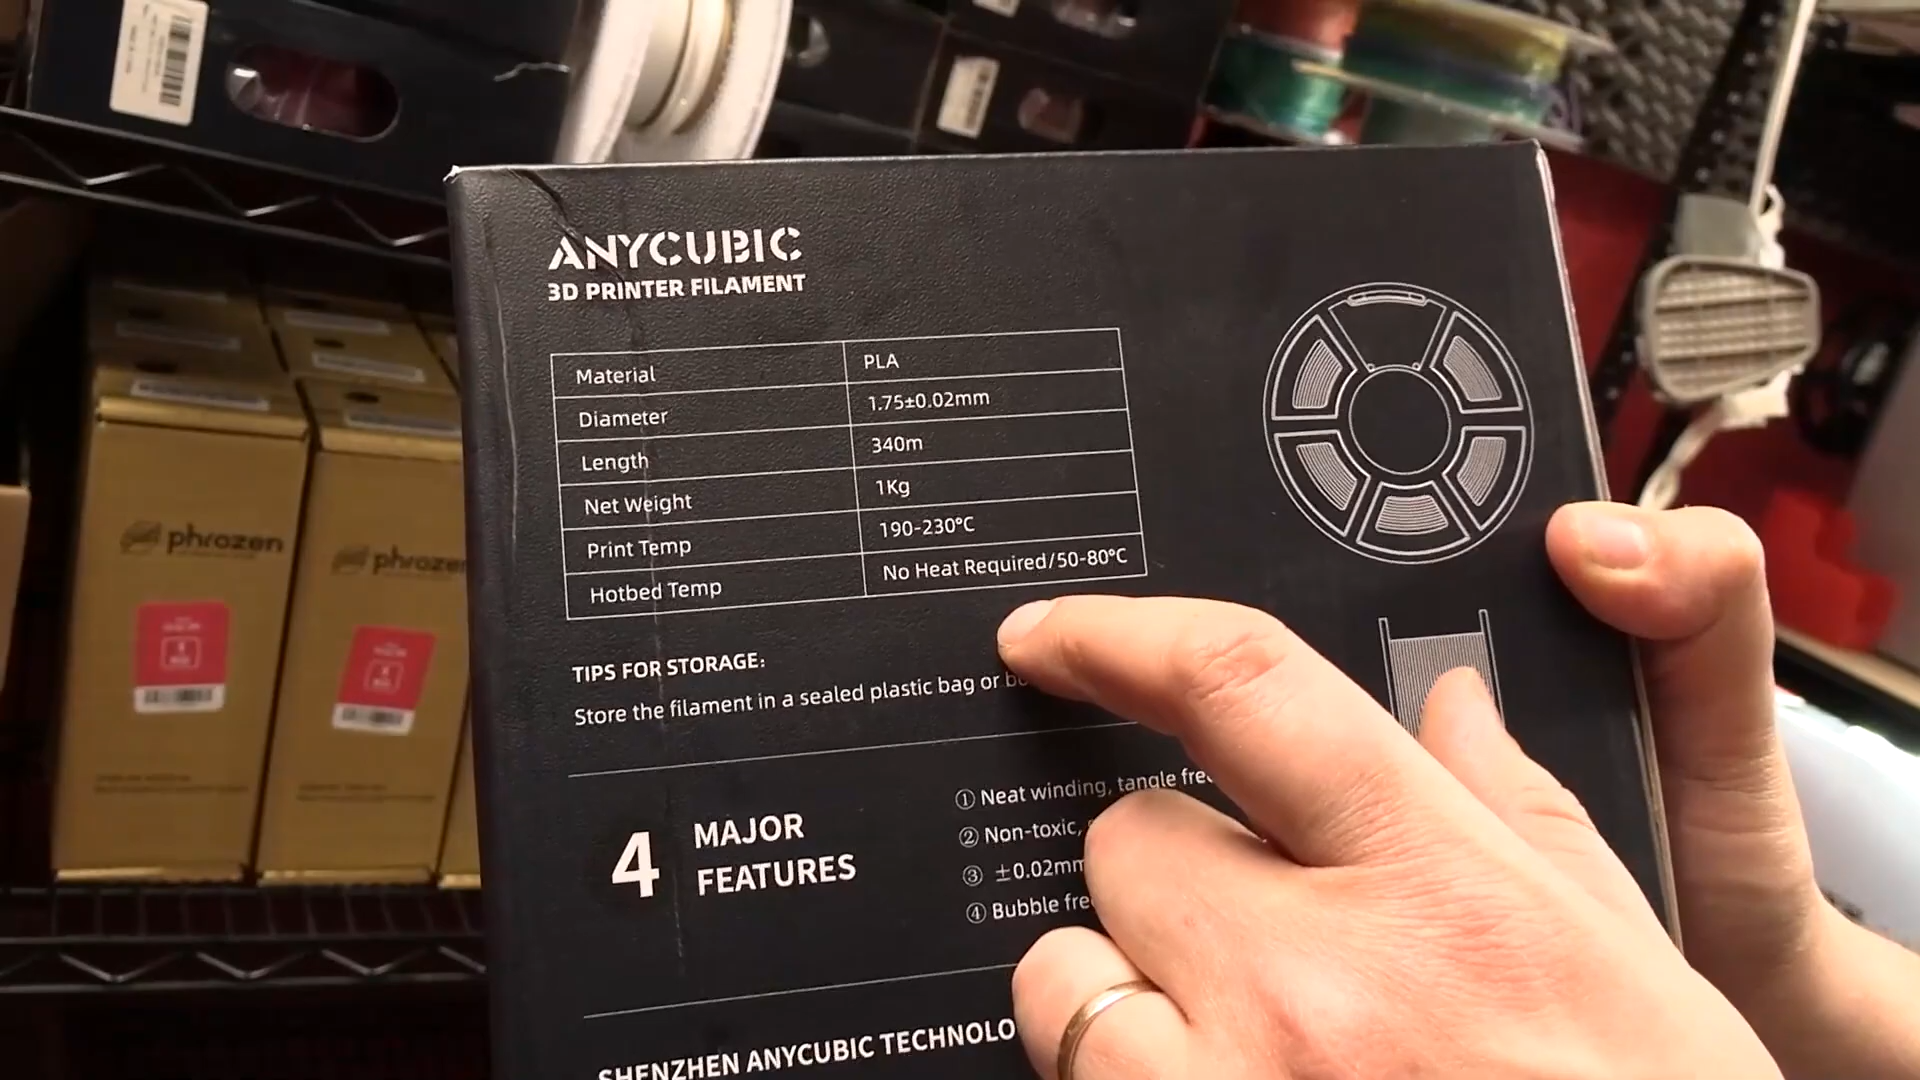 ANYCUBIC
3D PRINTER FILAMENT
Material PLA
Diameter 1.75±0.02mm
Length 340m
Net Weight 1Kg
Print Temp 190-230℃
Hotbed Temp No Heat Required/50-80℃
TIPS FOR STORAGE:
Store the filament in a sealed plastic bag or
4 MAJOR
FEATURES
① Neat winding, tangle
② Non-toxic,
③ ±0.02mm
④ Bubble
SHENZHEN ANYCUBIC
phrozen
phrozen